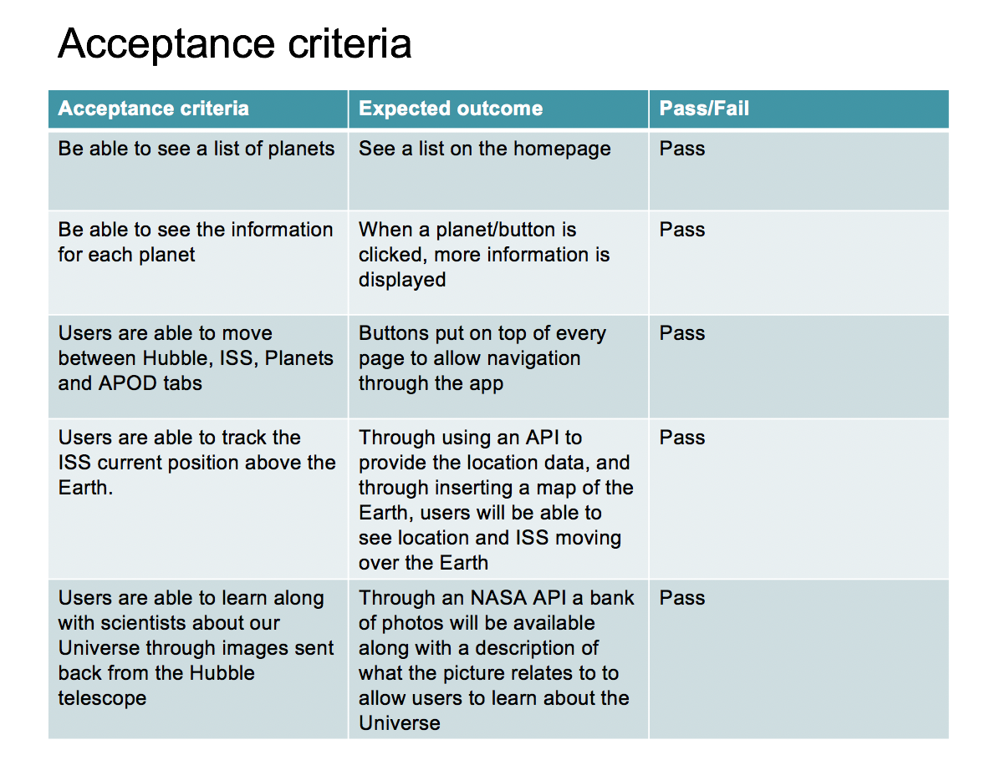 Acceptance criteria
Acceptance criteria
Expected outcome
Pass/Fail
Be able to see a list of planets
See a list on the homepage
Pass
Be able to see the information
for each planet
When a planet/button is
clicked, more information is
displayed
Pass
Users are able to move
between Hubble, ISS, Planets
and APOD tabs
Buttons put on top of every
page to allow navigation
through the app
Pass
Users are able to track the
ISS current position above the
Earth.
Through using an API to
provide the location data, and
through inserting a map of the
Earth, users will be able to
see location and ISS moving
over the Earth
Pass
Users are able to learn along
with scientists about our
Universe through images sent
back from the Hubble
telescope
Through an NASA API a bank
of photos will be available
along with a description of
what the picture relates to to
allow users to learn about the
Universe
Pass